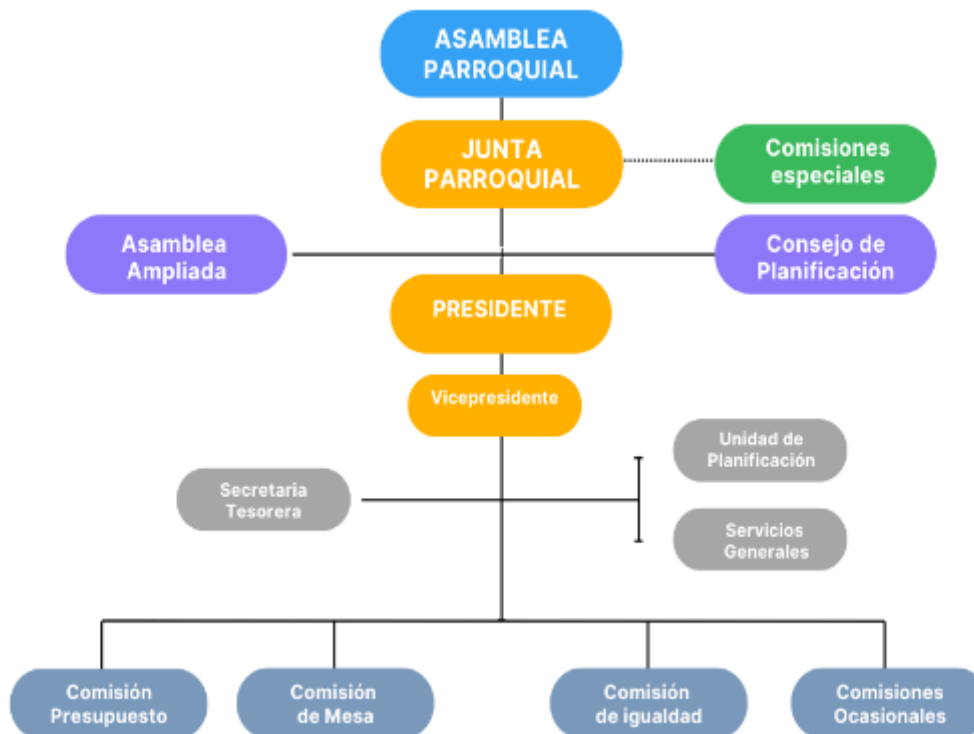 ASAMBLEA
PARROQUIAL
JUNTA
PARROQUIAL
Comisiones
especiales
Asamblea
Ampliada
Consejo de
Planificación
PRESIDENTE
Vicepresidente
Unidad de
Planificación
Secretaria
Tesorera
Servicios
Generales
Comisión
Presupuesto
Comisión
de Mesa
Comisión
de igualdad
Comisiones
Ocasionales